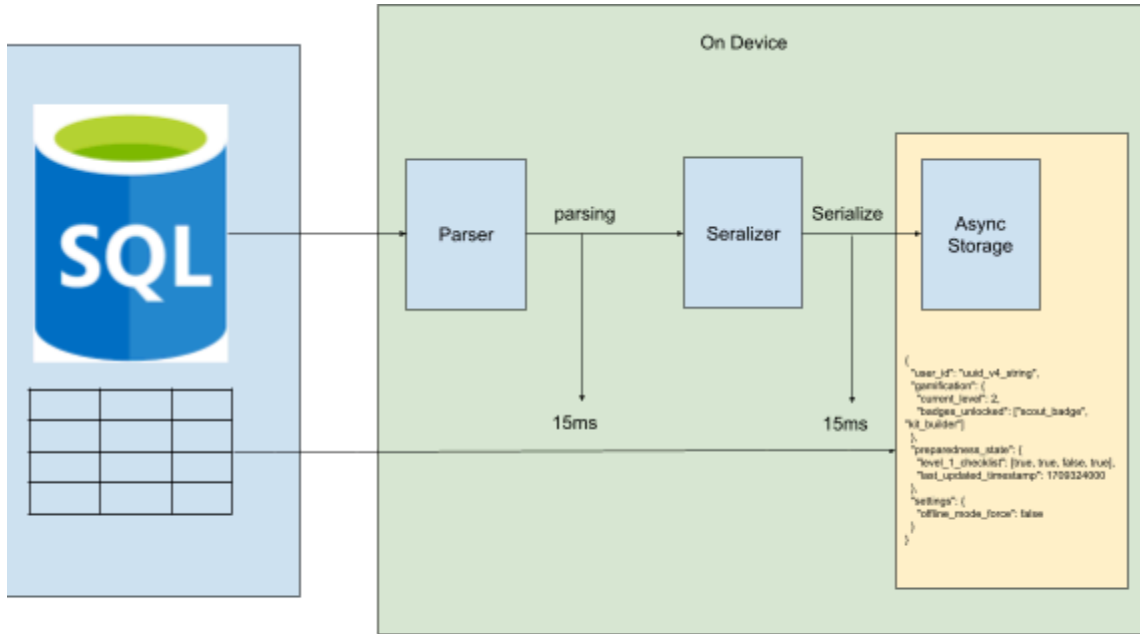 On Device
SQL
Parser
parsing
Seralizer
Serialize
Async
Storage
15ms
15ms
{
"user_id": "uuid_v4_string",
"gamification": {
"current_level": 2,
"badges_unlocked": ["scout_badge",
"kit_builder"]
},
"preparedness_state": {
"level_1_checklist": [true, true, false, true],
"last_updated_timestamp": 1709324000
},
"settings": {
"offline_mode_force": false
}
}